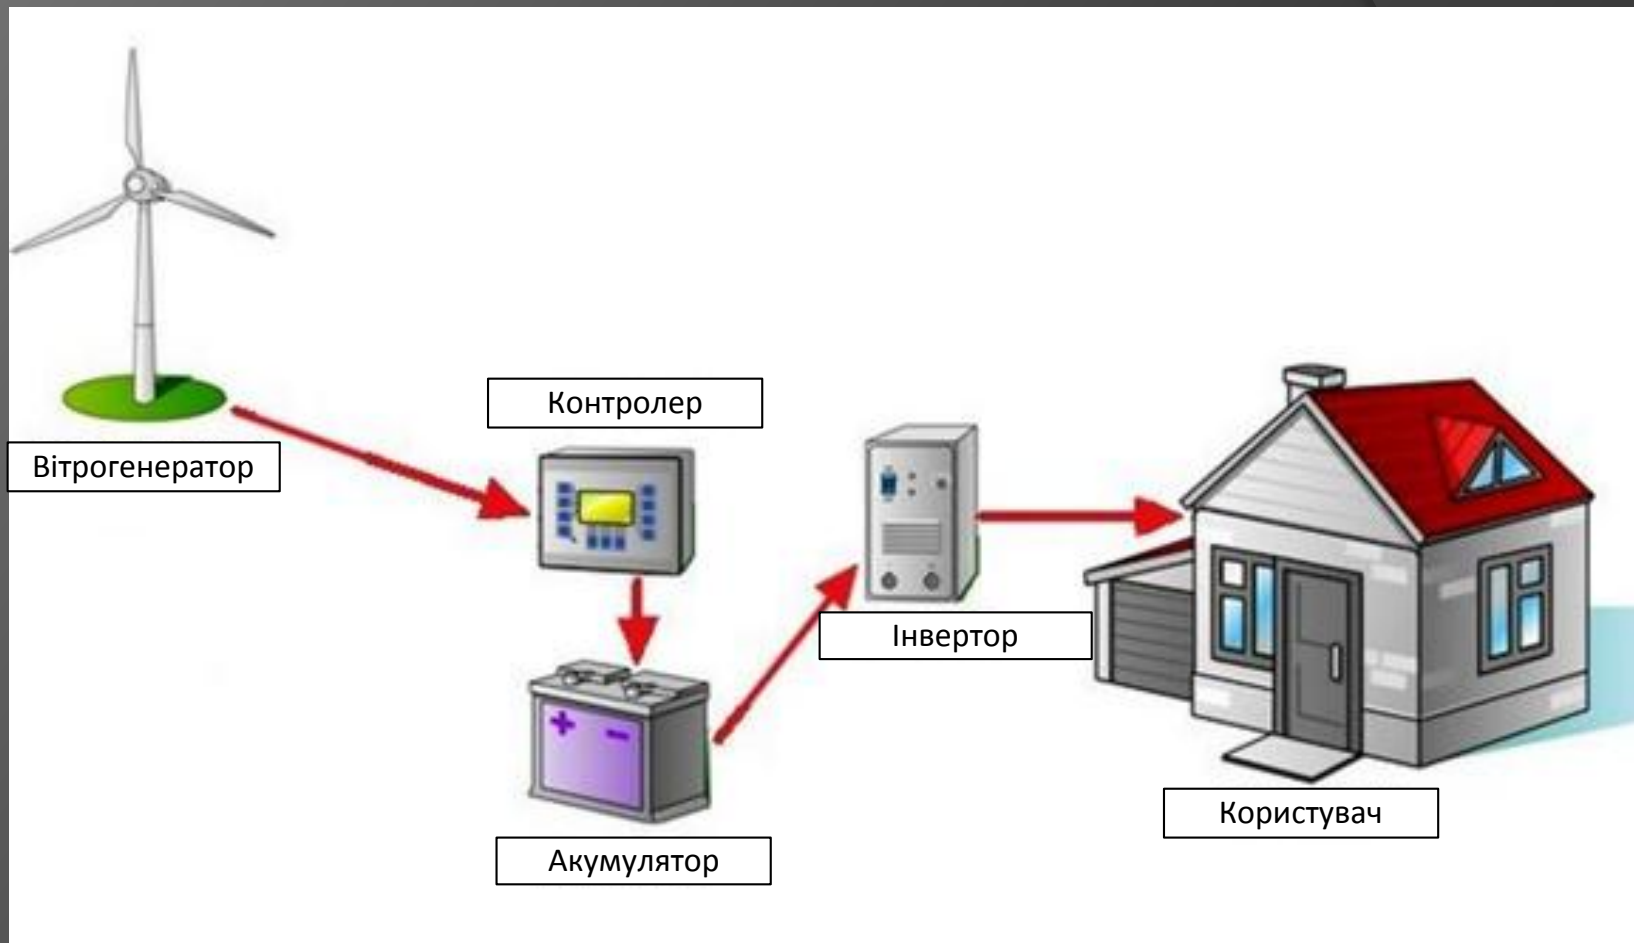 Контролер
Вітрогенератор
Інвертор
Користувач
Акумулятор